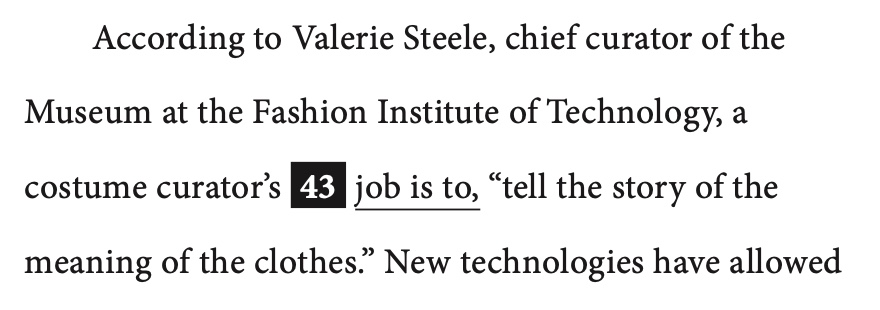 According to Valerie Steele, chief curator of the
Museum at the Fashion Institute of Technology, a
costume curator’s 43 job is to, “tell the story of the
meaning of the clothes.” New technologies have allowed